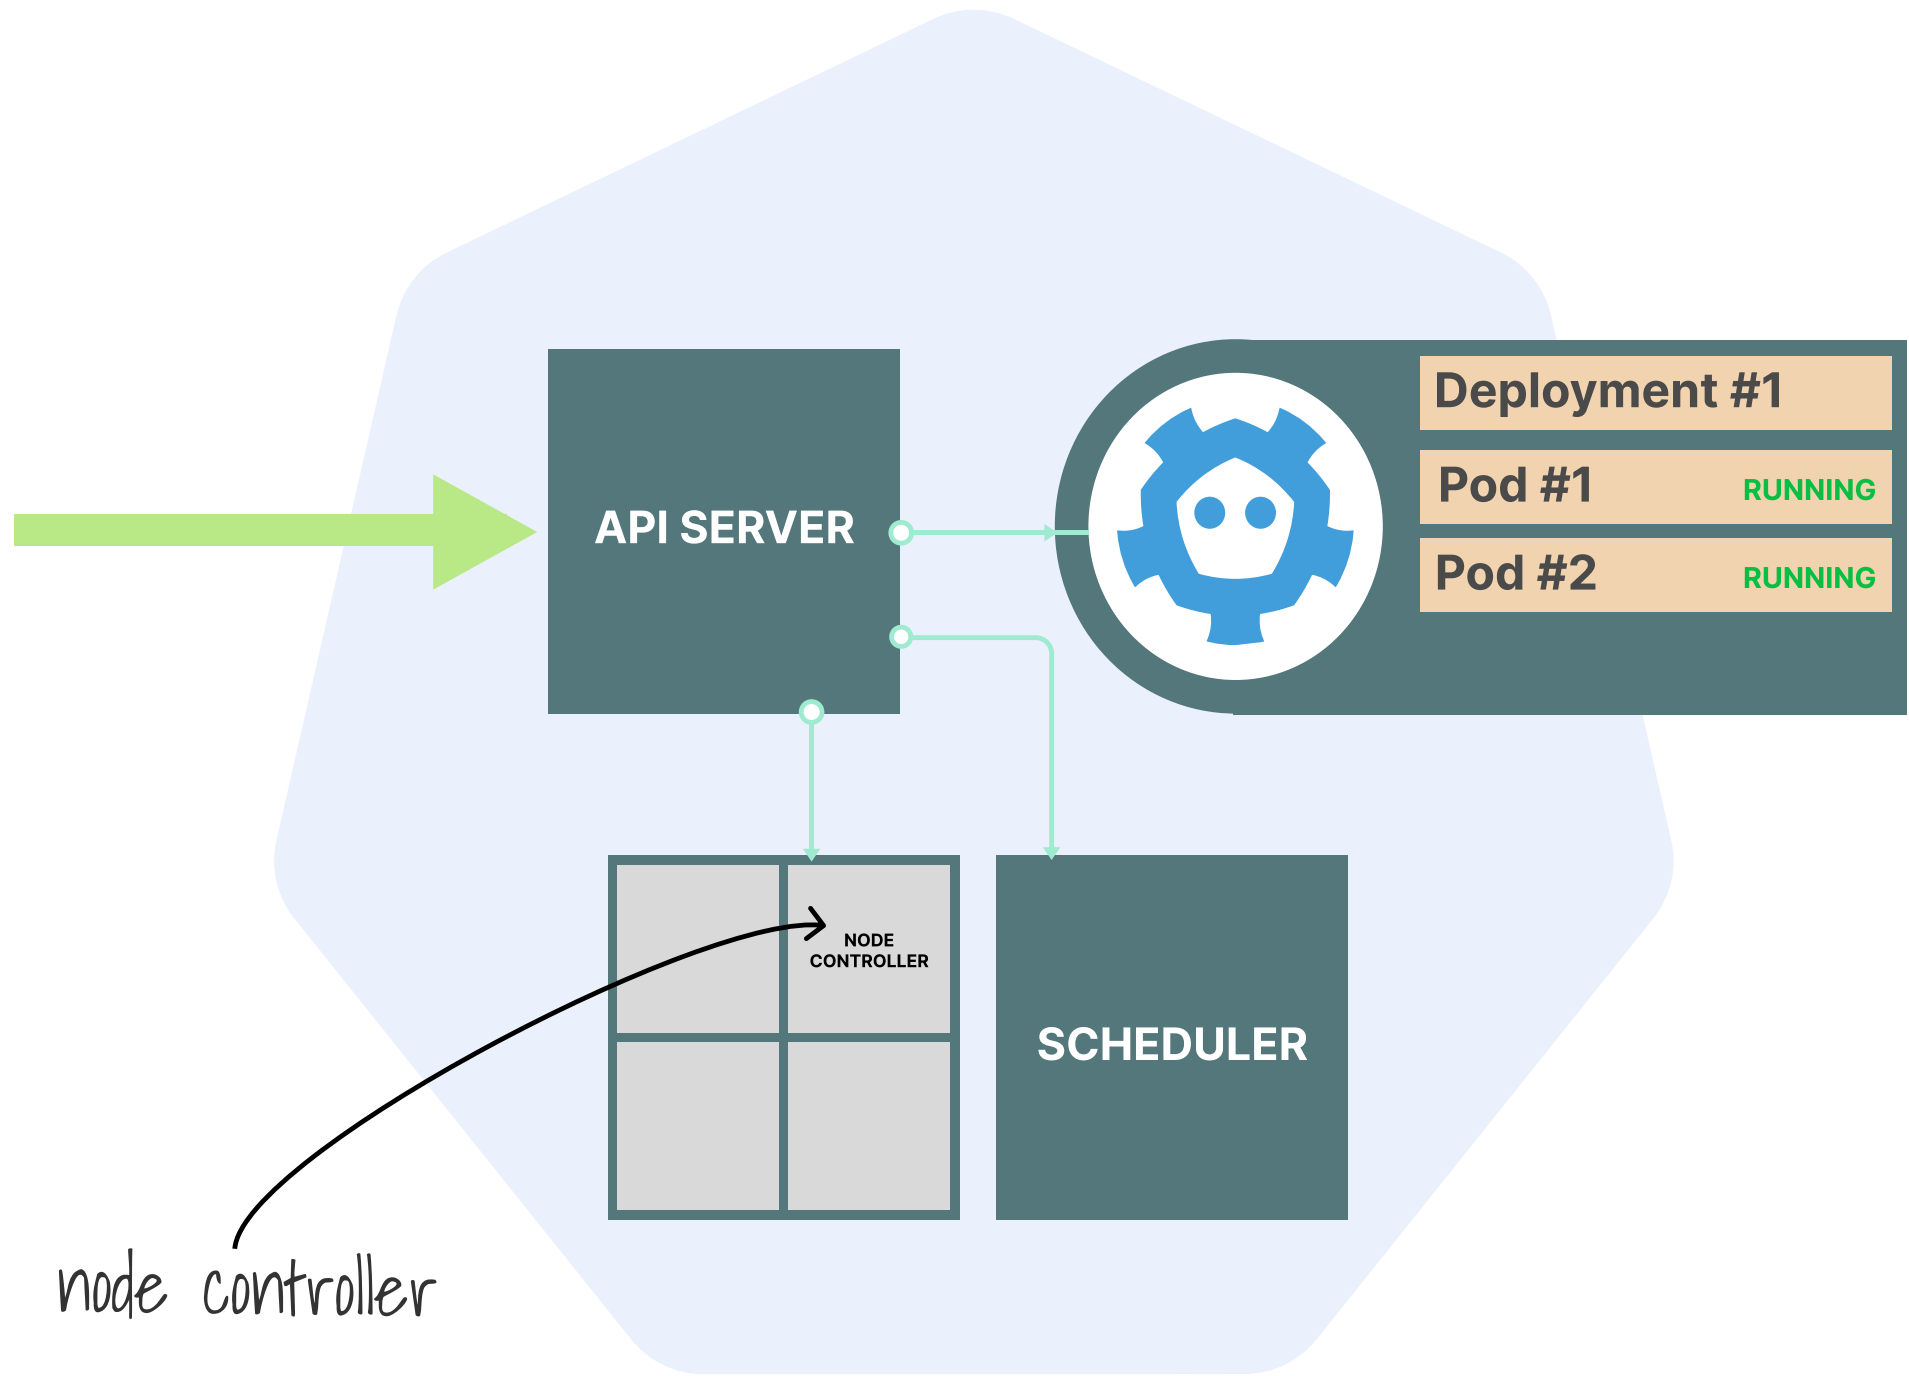 Deployment #1
Pod #1 RUNNING
Pod #2 RUNNING
API SERVER
NODE
CONTROLLER
SCHEDULER
node controller